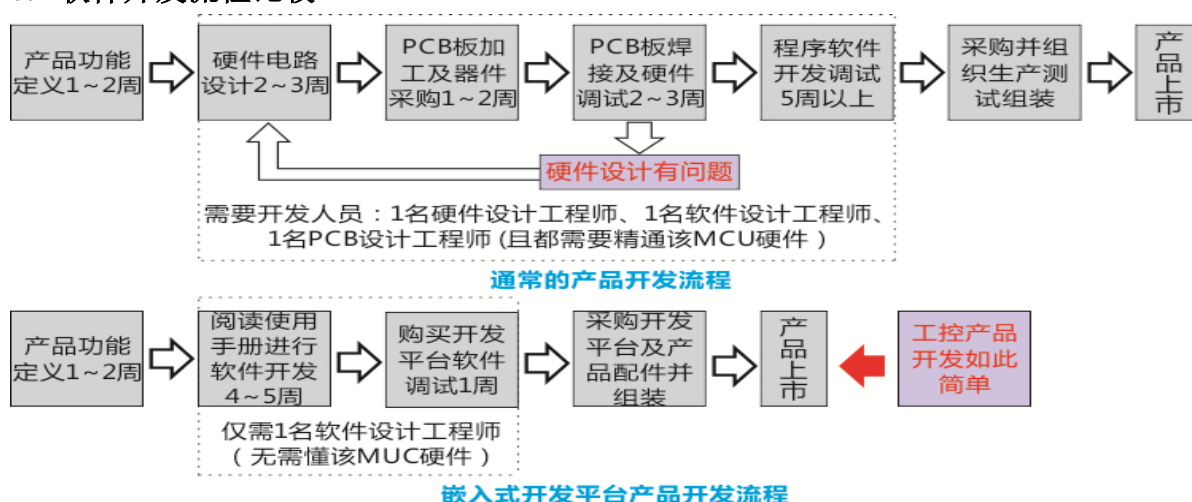 产品功能
定义1~2周
硬件电路
设计2~3周
PCB板加
工及器件
采购1~2周
PCB板焊
接及硬件
调试2~3周
程序软件
开发调试
5周以上
采购并组
织生产测
试组装
产
品
上
市
硬件设计有问题
需要开发人员：1名硬件设计工程师、1名软件设计工程师、
1名PCB设计工程师 (且都需要精通该MCU硬件 ）
通常的产品开发流程
产品功能
定义1~2周
阅读使用
手册进行
软件开发
4~5周
购买开发
平台软件
调试1周
采购开发
平台及产
品配件并
组装
产
品
上
市
工控产品
开发如此
简单
仅需1名软件设计工程师
（ 无需懂该MUC硬件 ）
嵌入式开发平台产品开发流程